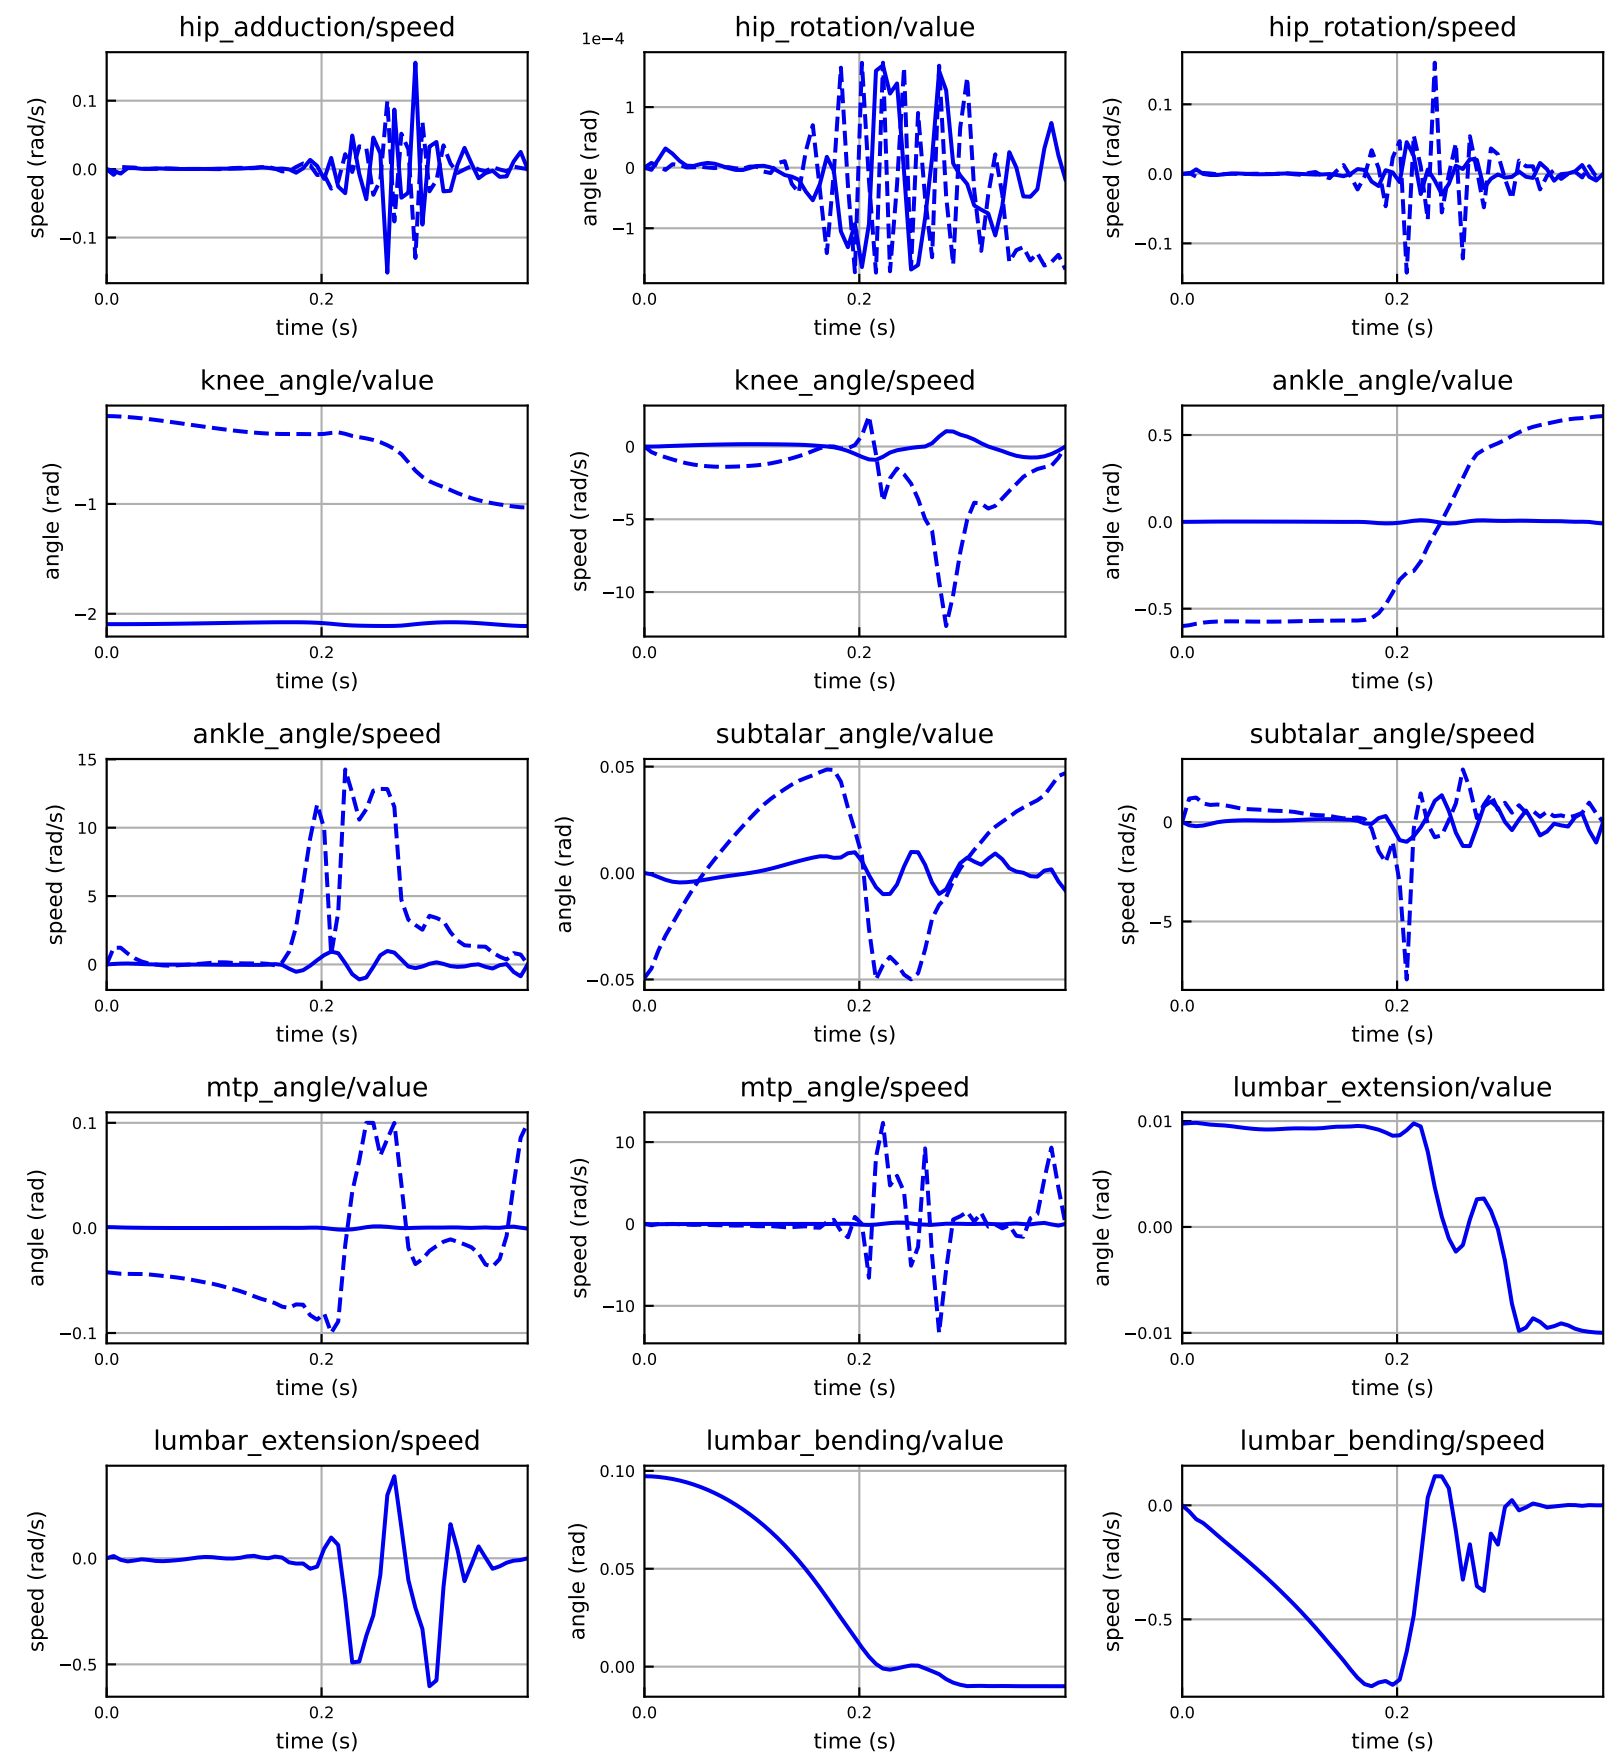 hip_adduction/speed
speed (rad/s)
0.1
0.0
−0.1
0.0
0.2
time (s)
hip_rotation/value
1e−4
angle (rad)
1
0
−1
0.0
0.2
time (s)
hip_rotation/speed
speed (rad/s)
0.1
0.0
−0.1
0.0
0.2
time (s)
knee_angle/value
angle (rad)
−1
−2
0.0
0.2
time (s)
knee_angle/speed
speed (rad/s)
0
−5
−10
0.0
0.2
time (s)
ankle_angle/value
angle (rad)
0.5
0.0
−0.5
0.0
0.2
time (s)
ankle_angle/speed
speed (rad/s)
15
10
5
0
0.0
0.2
time (s)
subtalar_angle/value
angle (rad)
0.05
0.00
−0.05
0.0
0.2
time (s)
subtalar_angle/speed
speed (rad/s)
0
−5
0.0
0.2
time (s)
mtp_angle/value
angle (rad)
0.1
0.0
−0.1
0.0
0.2
time (s)
mtp_angle/speed
speed (rad/s)
10
0
−10
0.0
0.2
time (s)
lumbar_extension/value
angle (rad)
0.01
0.00
−0.01
0.0
0.2
time (s)
lumbar_extension/speed
speed (rad/s)
0.0
−0.5
0.0
0.2
time (s)
lumbar_bending/value
angle (rad)
0.10
0.05
0.00
0.0
0.2
time (s)
lumbar_bending/speed
speed (rad/s)
0.0
−0.5
0.0
0.2
time (s)